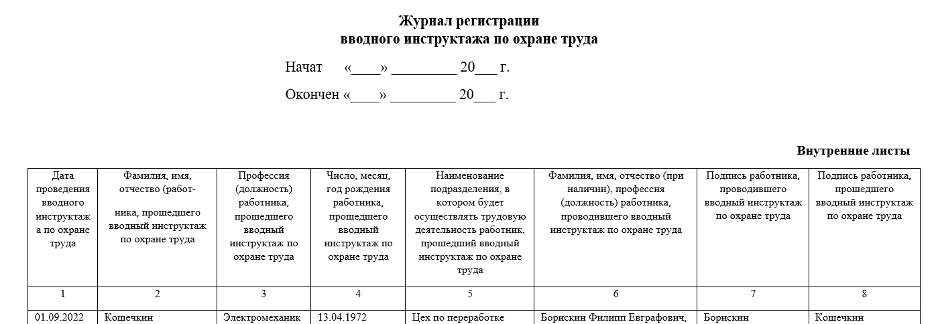 Журнал регистрации
вводного инструктажа по охране труда
Начат «____» _________ 20___ г.
Окончен «____» _________ 20___ г.
Внутренние листы
Дата
проведения
вводного
инструктаж
а по охране
труда
Фамилия, имя,
отчество (работ-
ника, прошедшего
вводный инструктаж
по охране труда
Профессия
(должность)
работника,
прошедшего
вводный
инструктаж по
охране труда
Число, месяц,
год рождения
работника,
прошедшего
вводный
инструктаж по
охране труда
Наименование
подразделения, в
котором будет
осуществлять трудовую
деятельность работник,
прошедший вводный
инструктаж по охране
труда
Фамилия, имя, отчество (при
наличии), профессия
(должность) работника,
проводившего вводный
инструктаж по охране труда
Подпись работника,
проводившего
вводный инструктаж
по охране труда
Подпись работника,
прошедшего
вводный инструктаж
по охране труда
1 2 3 4 5 6 7 8
01.09.2022 Кошечкин Электромеханик 13.04.1972 Цех по переработке Борискин Филипп Евграфович, Борискин Кошечкин